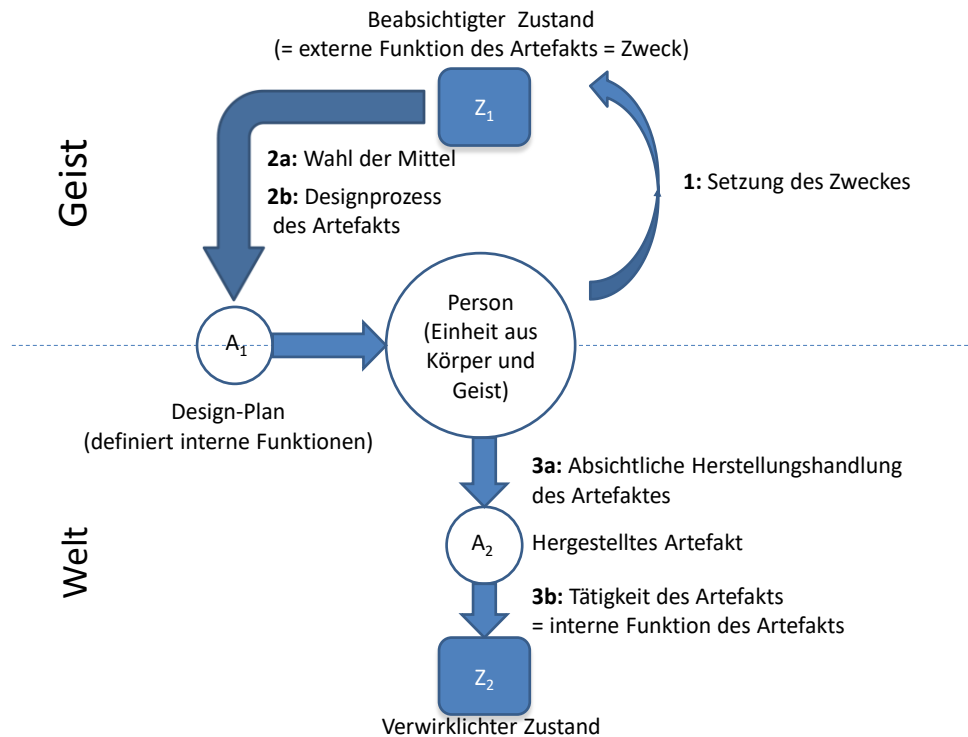 Beabsichtigter Zustand
(= externe Funktion des Artefakts = Zweck)
Z₁
Geist
2a: Wahl der Mittel
2b: Designprozess
des Artefakts
1: Setzung des Zweckes
A₁
Person
(Einheit aus
Körper und
Geist)
Design-Plan
(definiert interne Funktionen)
3a: Absichtliche Herstellungshandlung
des Artefaktes
Welt
A₂
Hergestelltes Artefakt
3b: Tätigkeit des Artefakts
= interne Funktion des Artefakts
Z₂
Verwirklichter Zustand